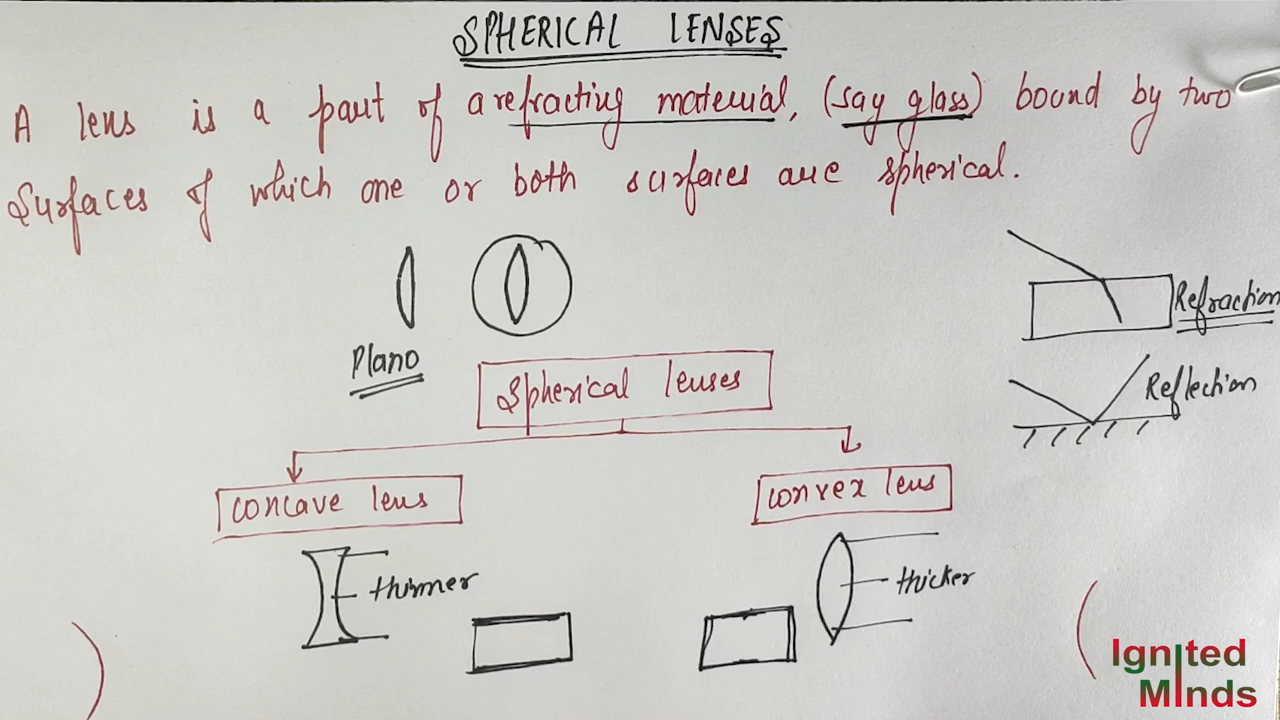 SPHERICAL LENSES
A lens is a part of a refracting material, (say glass) bound by two
surfaces of which one or both surfaces are spherical.
Plano
Refraction
Reflection
Spherical lenses
concave lens
convex lens
thinner
thicker
Ignited
Minds